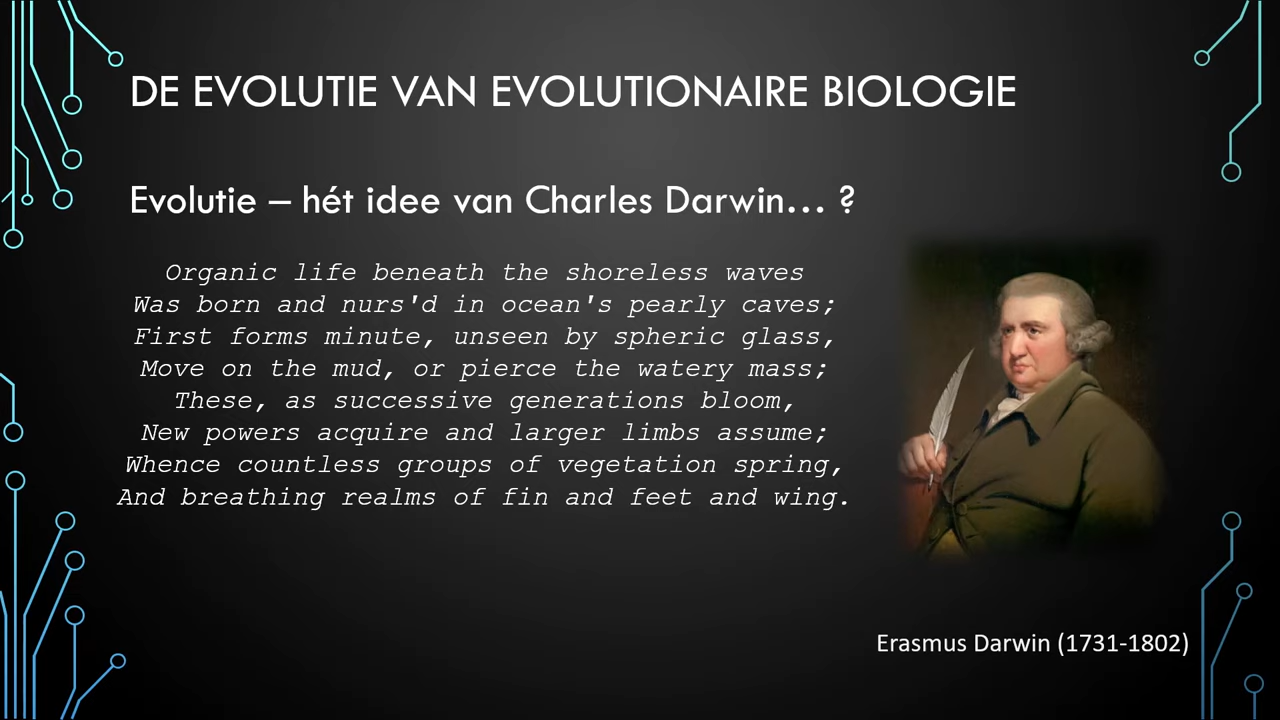 DE EVOLUTIE VAN EVOLUTIONAIRE BIOLOGIE
Evolutie – hét idee van Charles Darwin… ?
Organic life beneath the shoreless waves
Was born and nurs'd in ocean's pearly caves;
First forms minute, unseen by spheric glass,
Move on the mud, or pierce the watery mass;
These, as successive generations bloom,
New powers acquire and larger limbs assume;
Whence countless groups of vegetation spring,
And breathing realms of fin and feet and wing.
Erasmus Darwin (1731-1802)